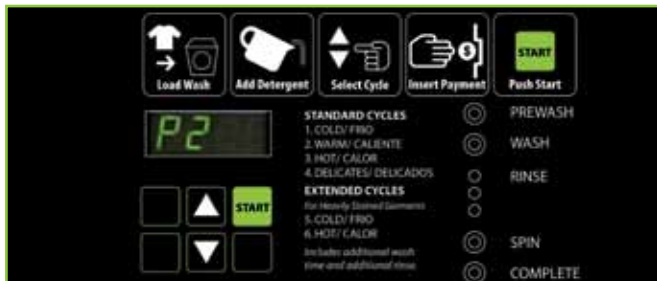 $
START
Load Wash
Add Detergent
Select Cycle
Insert Payment
Push Start
P2
STANDARD CYCLES
1. COLD/ FRIO
2. WARM/ CALIENTE
3. HOT/ CALOR
4. DELICATES/ DELICADOS
EXTENDED CYCLES
For Heavily Stained Garments
5. COLD/ FRIO
6. HOT/ CALOR
Includes additional wash
time and additional rinse.
START
PREWASH
WASH
RINSE
SPIN
COMPLETE